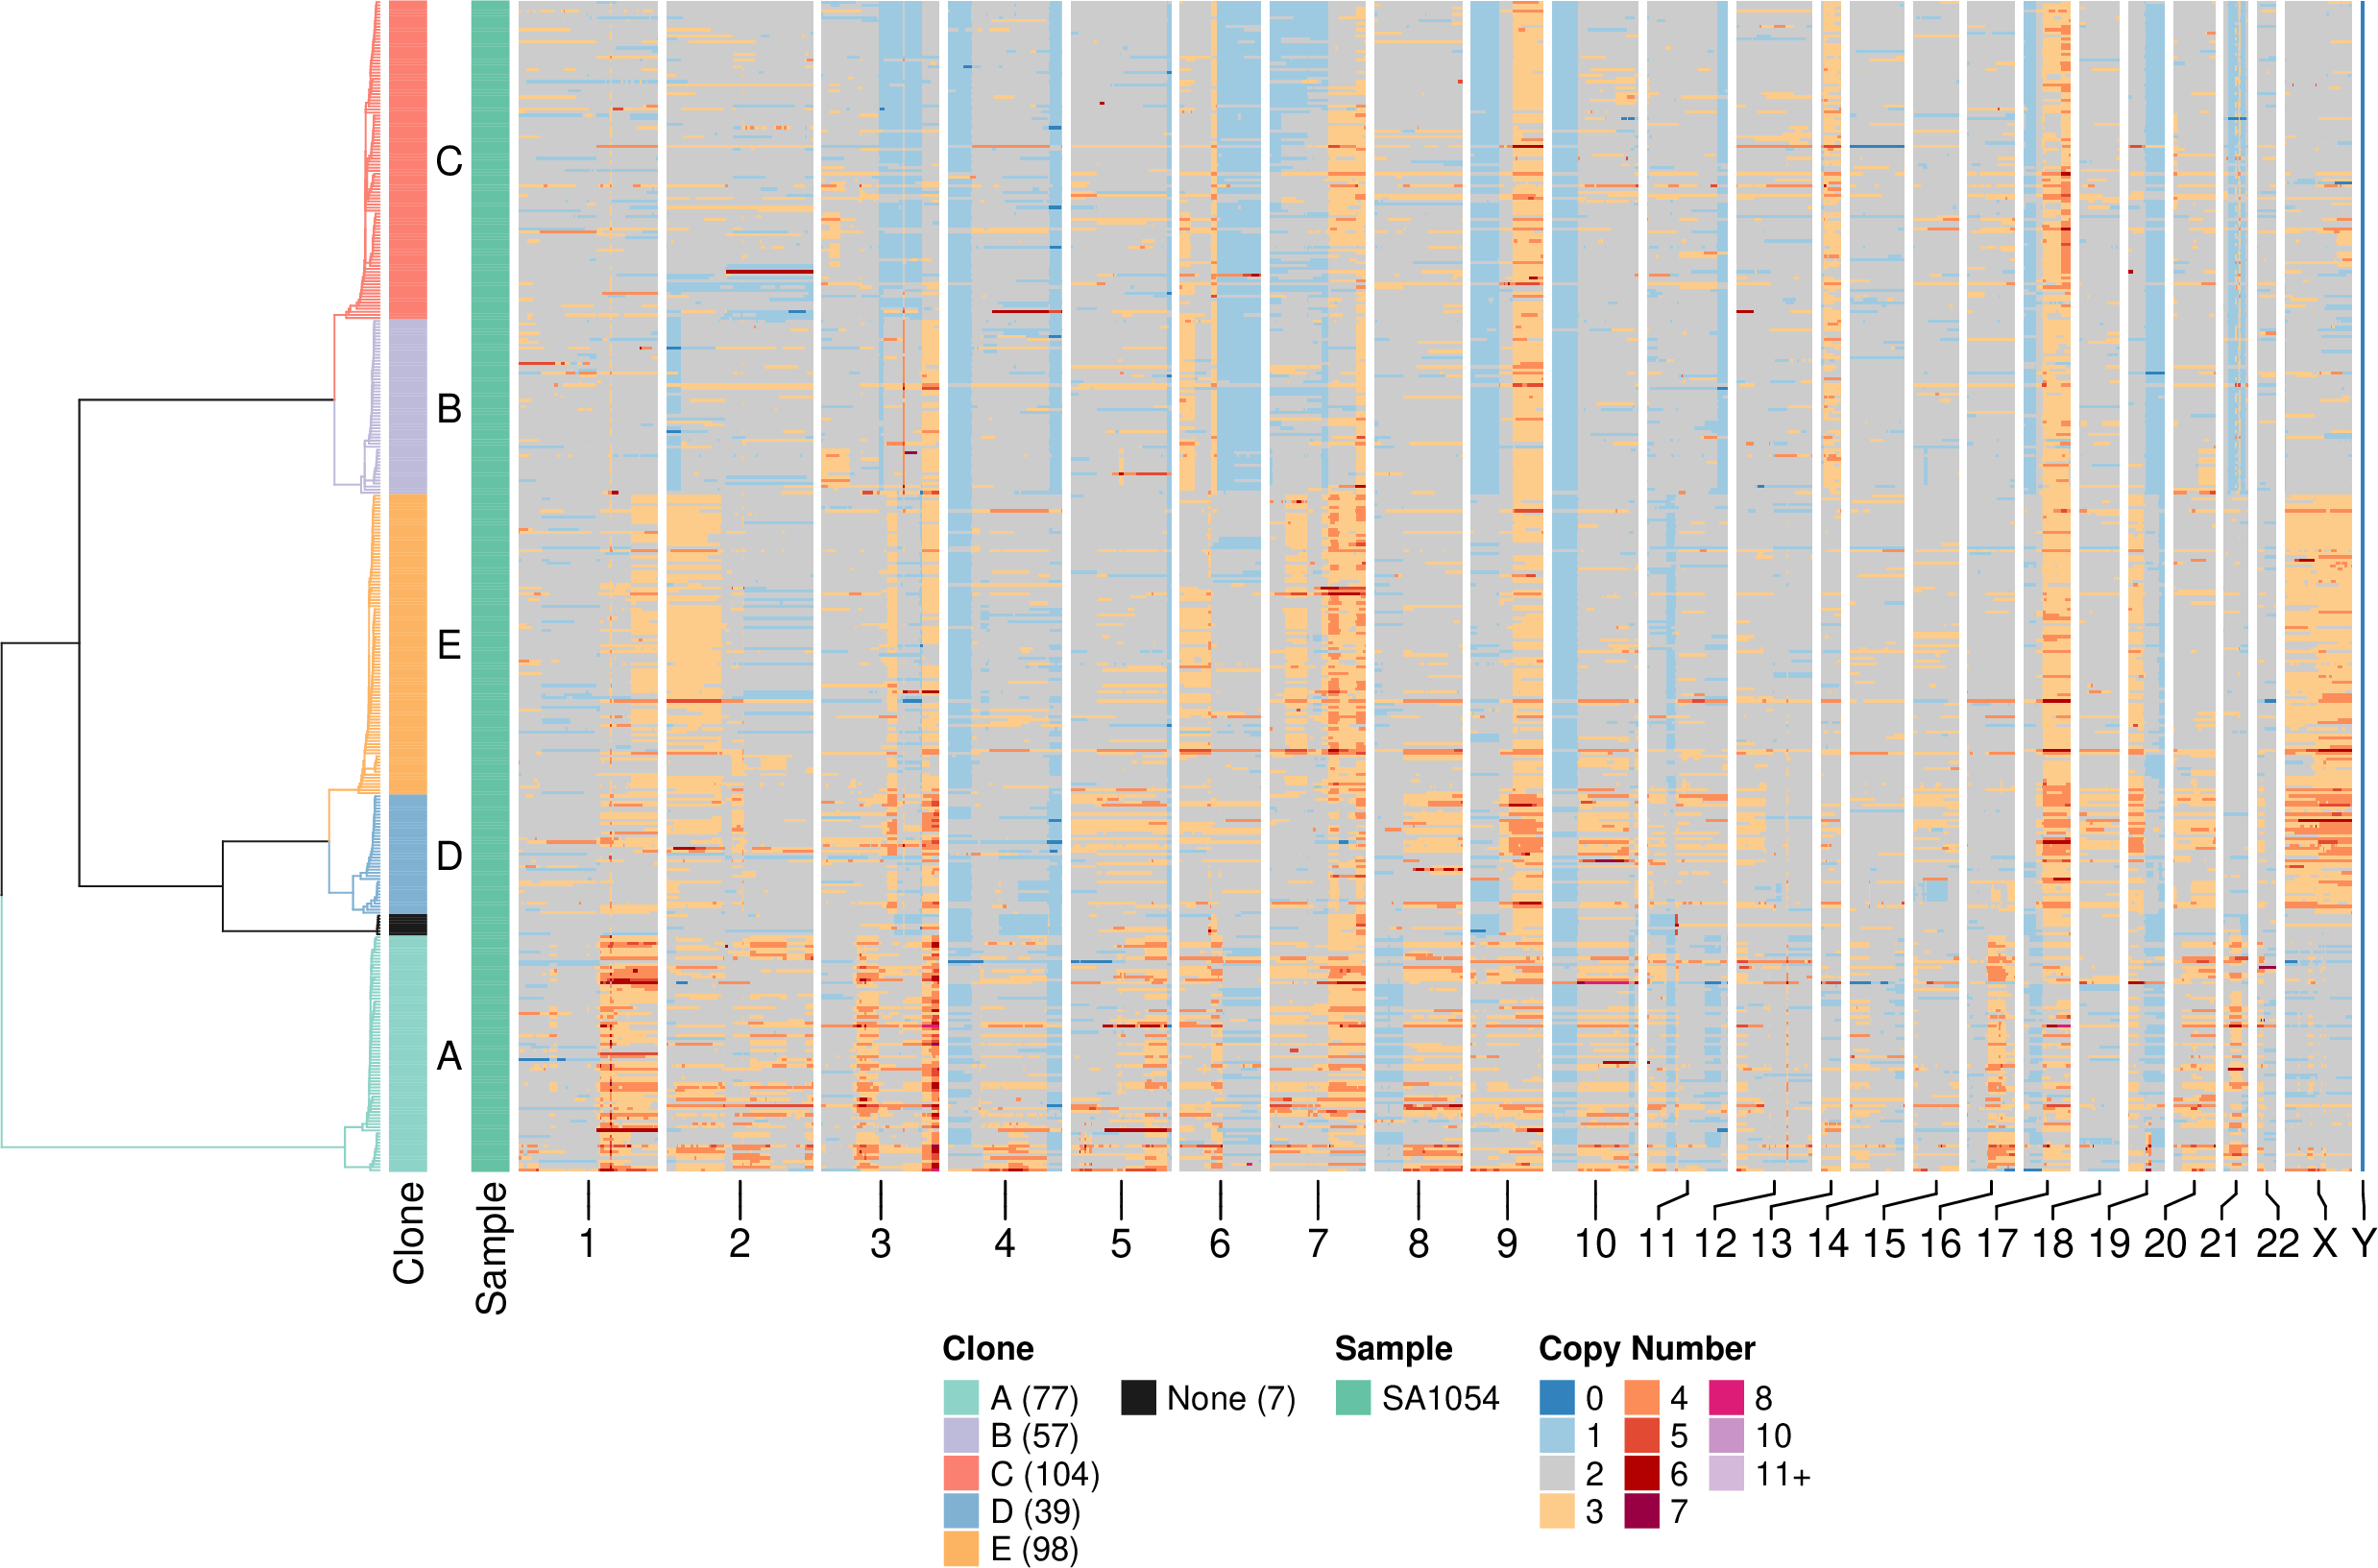 C
B
E
D
A
Clone
Sample
1 2 3 4 5 6 7 8 9 10 11 12 13 14 15 16 17 18 19 20 21 22 X Y
Clone Sample Copy Number
A (77) None (7) SA1054 0 4 8
B (57) 1 5 10
C (104) 2 6 11+
D (39) 3 7
E (98)